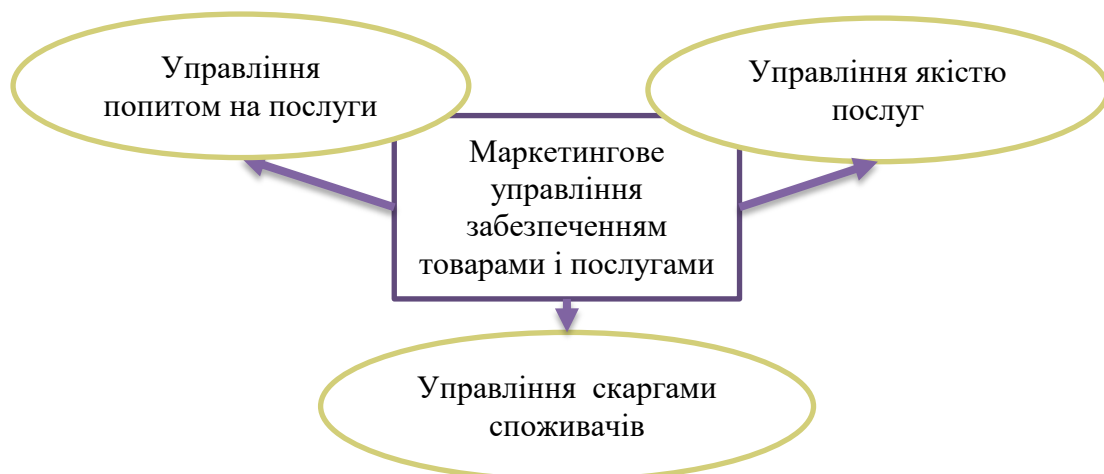 Управління
попитом на послуги
Управління якістю
послуг
Маркетингове
управління
забезпеченням
товарами і послугами
Управління скаргами
споживачів